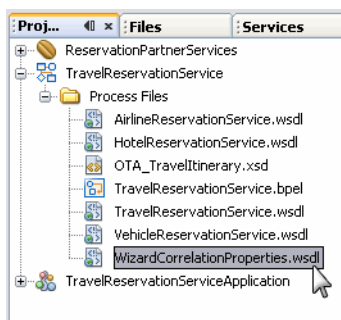 Proj... Files Services
ReservationPartnerServices
TravelReservationService
Process Files
AirlineReservationService.wsdl
HotelReservationService.wsdl
OTA_TravelItinerary.xsd
TravelReservationService.bpel
TravelReservationService.wsdl
VehicleReservationService.wsdl
WizardCorrelationProperties.wsdl
TravelReservationServiceApplication